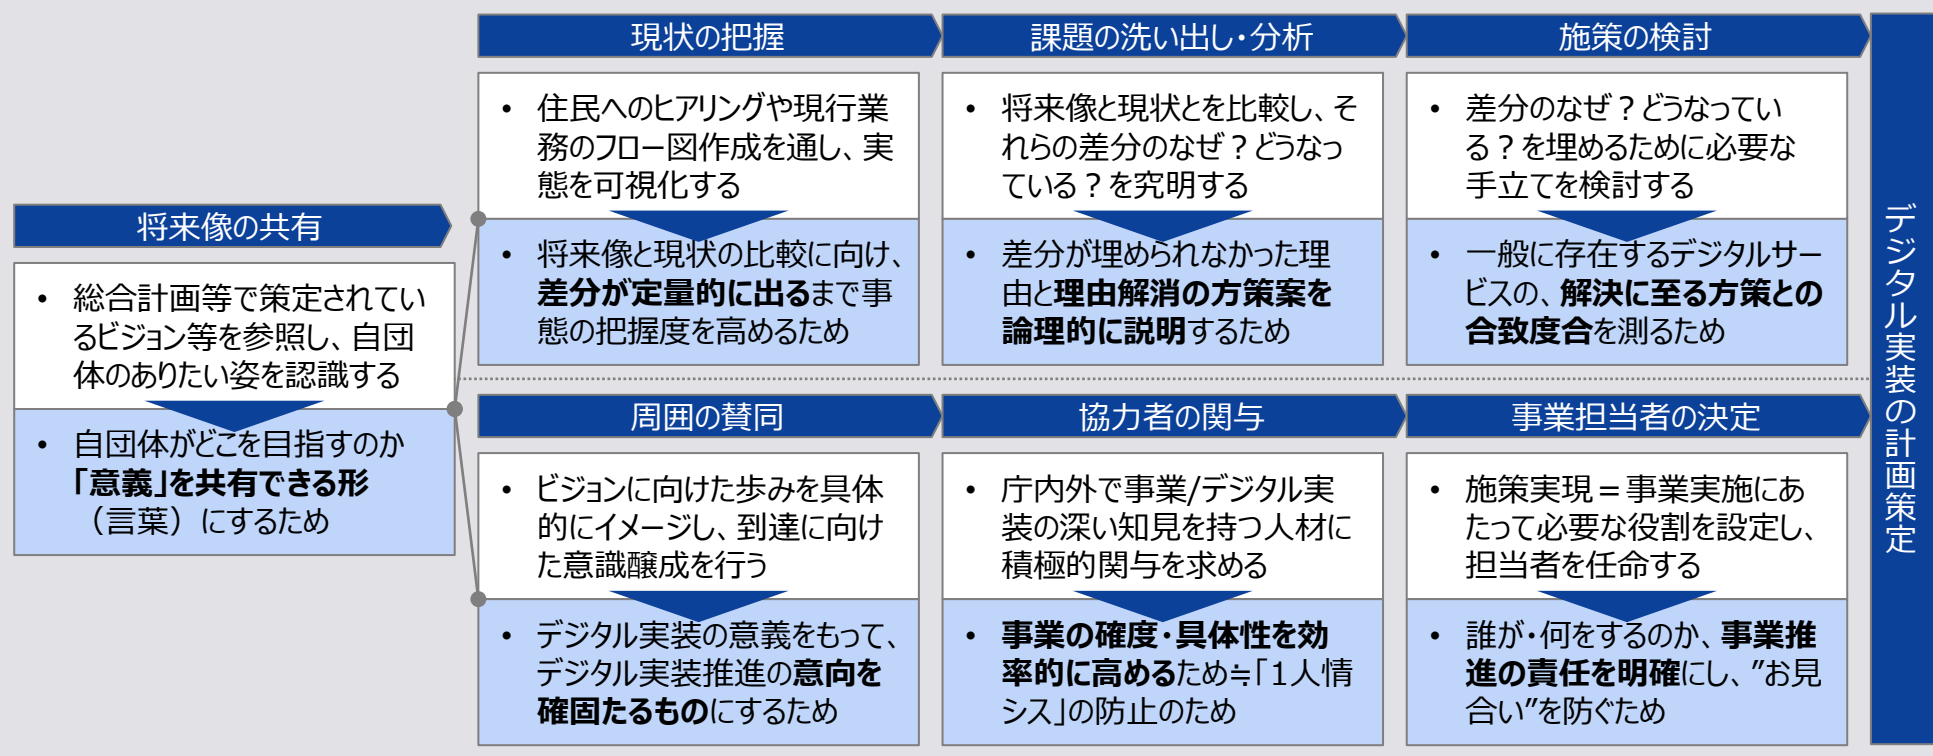 将来像の共有
• 総合計画等で策定されてい
るビジョン等を参照し、自団
体のありたい姿を認識する
• 自団体がどこを目指すのか
「意義」を共有できる形
（言葉）にするため
現状の把握
• 住民へのヒアリングや現行業
務のフロー図作成を通し、実
態を可視化する
• 将来像と現状の比較に向け、
差分が定量的に出るまで事
態の把握度を高めるため
課題の洗い出し・分析
• 将来像と現状とを比較し、そ
れらの差分のなぜ？どうなっ
ている？を究明する
• 差分が埋められなかった理
由と理由解消の方策案を
論理的に説明するため
施策の検討
• 差分のなぜ？どうなってい
る？を埋めるために必要な
手立てを検討する
• 一般に存在するデジタルサー
ビスの、解決に至る方策との
合致度合を測るため
周囲の賛同
• ビジョンに向けた歩みを具体
的にイメージし、到達に向け
た意識醸成を行う
• デジタル実装の意義をもって、
デジタル実装推進の意向を
確固たるものにするため
協力者の関与
• 庁内外で事業/デジタル実
装の深い知見を持つ人材に
積極的関与を求める
• 事業の確度・具体性を効
率的に高めるため≒「1人情
シス」の防止のため
事業担当者の決定
• 施策実現＝事業実施にあ
たって必要な役割を設定し、
担当者を任命する
• 誰が・何をするのか、事業推
進の責任を明確にし、”お見
合い”を防ぐため
デジタル実装の計画策定